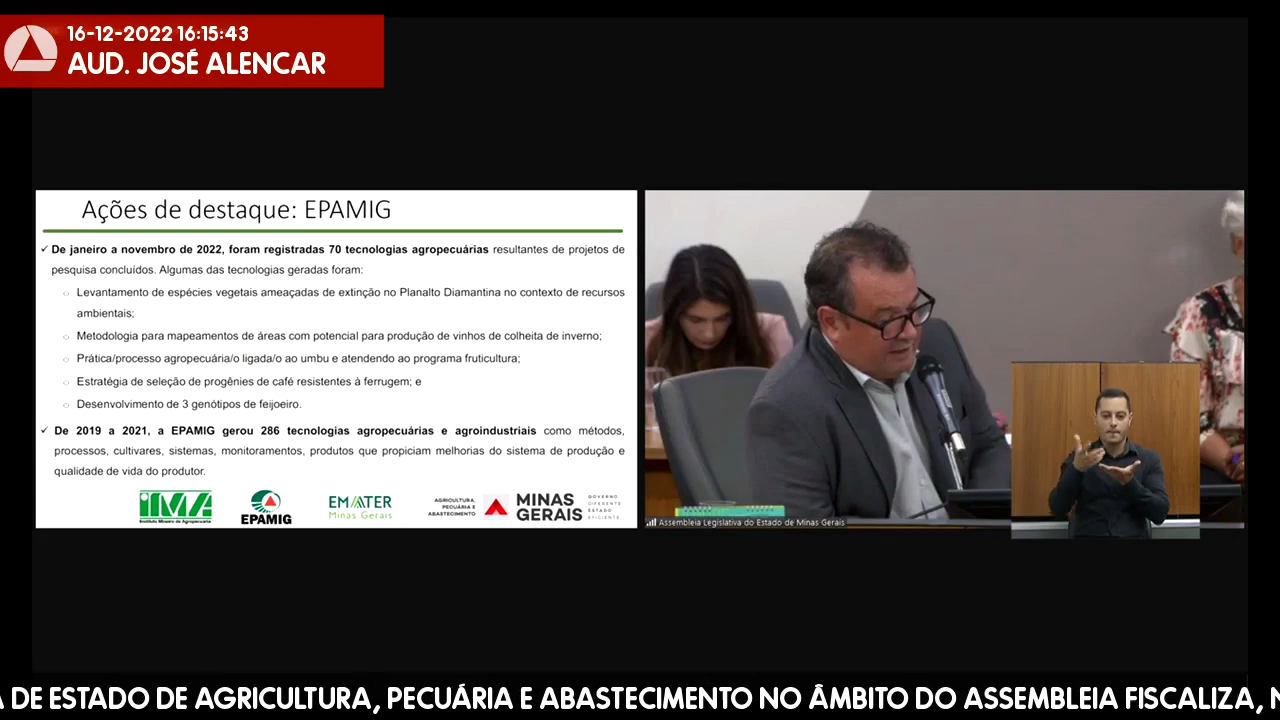 16-12-2022 16:15:43
AUD. JOSÉ ALENCAR
Ações de destaque: EPAMIG
✓ De janeiro a novembro de 2022, foram registradas 70 tecnologias agropecuárias resultantes de projetos de
pesquisa concluídos. Algumas das tecnologias geradas foram:
Levantamento de espécies vegetais ameaçadas de extinção no Planalto Diamantina no contexto de recursos
ambientais;
Metodologia para mapeamentos de áreas com potencial para produção de vinhos de colheita de inverno;
Prática/processo agropecuária/o ligada/o ao umbu e atendendo ao programa fruticultura;
Estratégia de seleção de progênies de café resistentes à ferrugem; e
Desenvolvimento de 3 genótipos de feijoeiro.
✓ De 2019 a 2021, a EPAMIG gerou 286 tecnologias agropecuárias e agroindustriais como métodos,
processos, cultivares, sistemas, monitoramentos, produtos que propiciam melhorias do sistema de produção e
qualidade de vida do produtor.
IMA
Instituto Mineiro de Agropecuária
EPAMIG
EMATER
Minas Gerais
AGRICULTURA,
PECUÁRIA E
ABASTECIMENTO
MINAS
GERAIS
GOVERNO
DIFERENTE
ESTADO
EFICIENTE
Assembleia Legislativa do Estado de Minas Gerais
A DE ESTADO DE AGRICULTURA, PECUÁRIA E ABASTECIMENTO NO ÂMBITO DO ASSEMBLEIA FISCALIZA, N